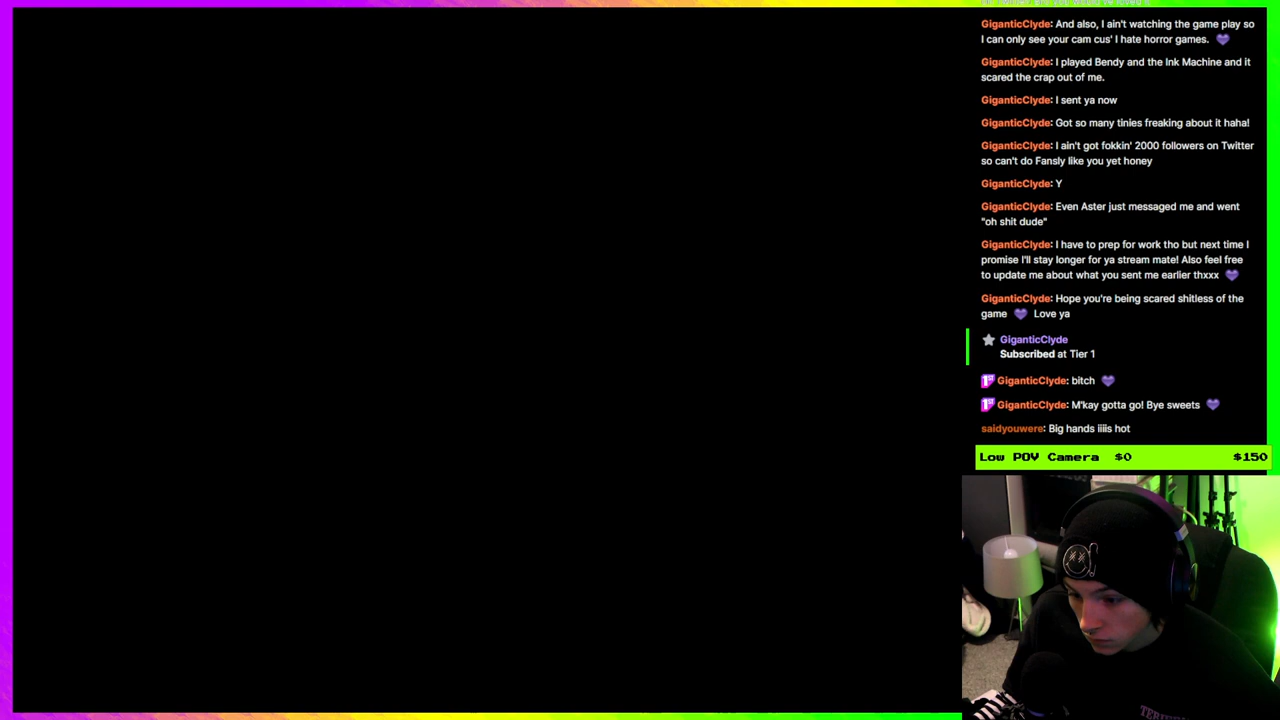 GiganticClyde: And also, I ain't watching the game play so
I can only see your cam cus' I hate horror games.
GiganticClyde: I played Bendy and the Ink Machine and it
scared the crap out of me.
GiganticClyde: I sent ya now
GiganticClyde: Got so many tinies freaking about it haha!
GiganticClyde: I ain't got fokkin' 2000 followers on Twitter
so can't do Fansly like you yet honey
GiganticClyde: Y
GiganticClyde: Even Aster just messaged me and went
"oh shit dude"
GiganticClyde: I have to prep for work tho but next time I
promise I'll stay longer for ya stream mate! Also feel free
to update me about what you sent me earlier thxxx
GiganticClyde: Hope you're being scared shitless of the
game Love ya
GiganticClyde
Subscribed at Tier 1
1ST GiganticClyde: bitch
1ST GiganticClyde: M'kay gotta go! Bye sweets
saidyouwere: Big hands iiiis hot
Low POV Camera $0 $150